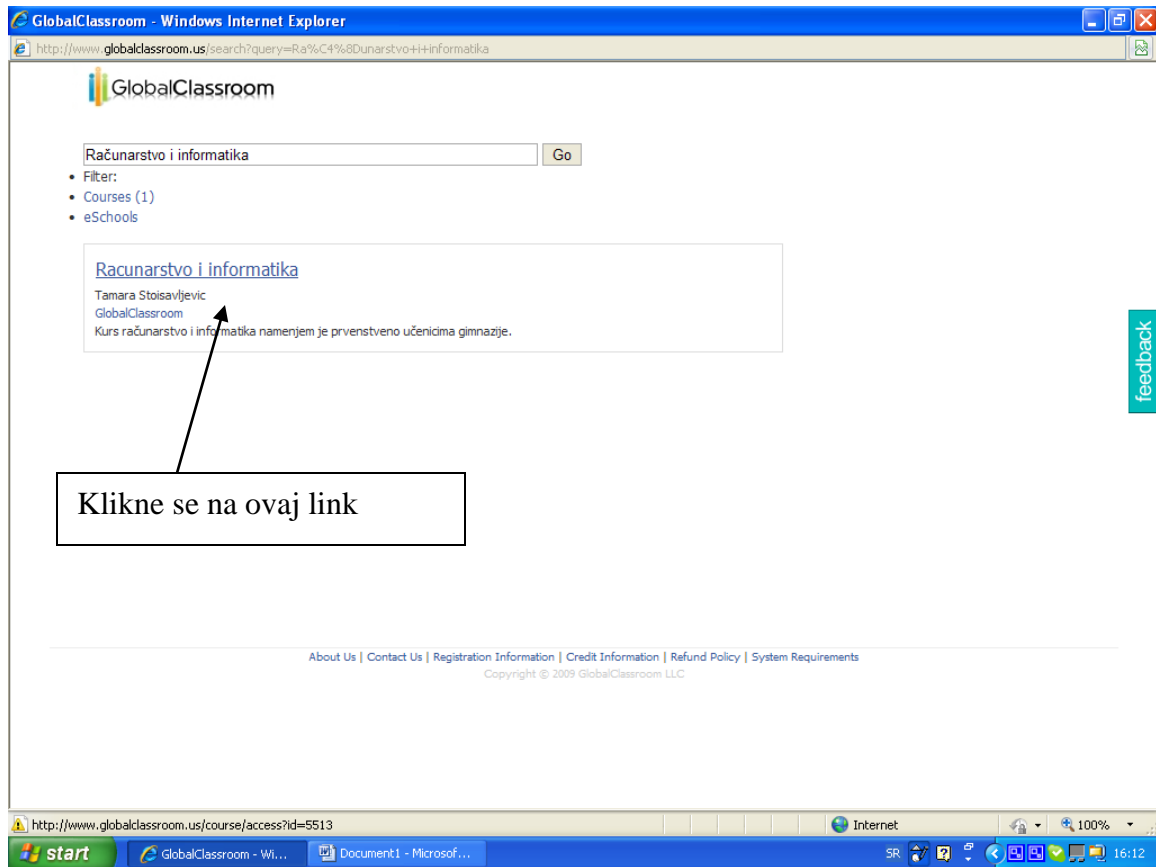 GlobalClassroom - Windows Internet Explorer
http://www.globalclassroom.us/search?query=Ra%C4%8Dunarstvo+i+informatika
GlobalClassroom
Računarstvo i informatika Go
Filter:
Courses (1)
eSchools
Racunarstvo i informatika
Tamara Stoisavljevic
GlobalClassroom
Kurs računarstvo i informatika namenjem je prvenstveno učenicima gimnazije.
feedback
Klikne se na ovaj link
About Us | Contact Us | Registration Information | Credit Information | Refund Policy | System Requirements
Copyright © 2009 GlobalClassroom LLC
http://www.globalclassroom.us/course/access?id=5513 Internet 100%
start GlobalClassroom - Wi... Document1 - Microsof... SR 16:12